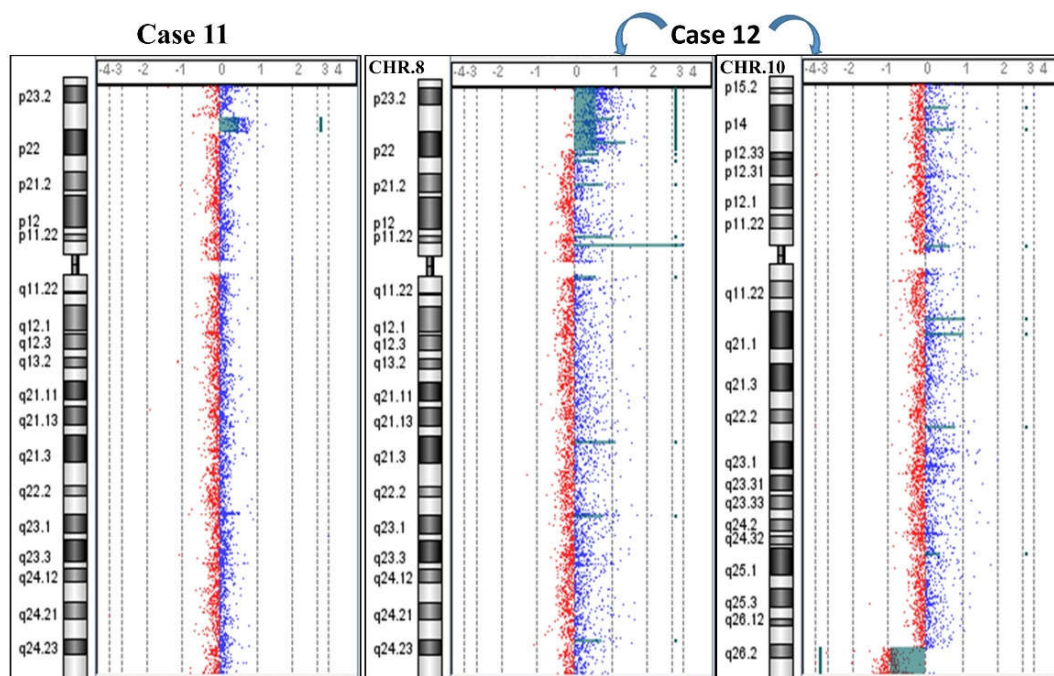 Case 11
Case 12
-4-3 -2 -1 0 1 2 3 4
p23.2
p22
p21.2
p12
p11.22
q11.22
q12.1
q12.3
q13.2
q21.11
q21.13
q21.3
q22.2
q23.1
q23.3
q24.12
q24.21
q24.23
CHR.8
-4-3 -2 -1 0 1 2 3 4
p23.2
p22
p21.2
p12
p11.22
q11.22
q12.1
q12.3
q13.2
q21.11
q21.13
q21.3
q22.2
q23.1
q23.3
q24.12
q24.21
q24.23
CHR.10
-4-3 -2 -1 0 1 2 3 4
p15.2
p14
p12.33
p12.31
p12.1
p11.22
q11.22
q21.1
q21.3
q22.2
q23.1
q23.31
q23.33
q24.2
q24.32
q25.1
q25.3
q26.12
q26.2